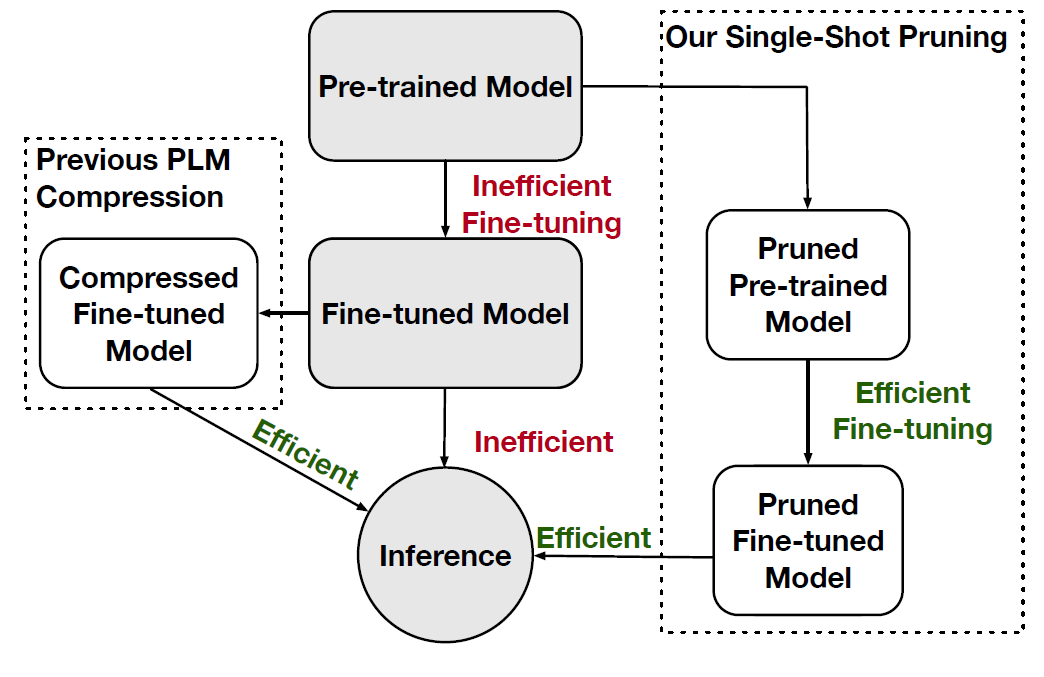 Our Single-Shot Pruning
Pre-trained Model
Previous PLM
Compression
Inefficient
Fine-tuning
Pruned
Pre-trained
Model
Compressed
Fine-tuned
Model
Fine-tuned Model
Efficient
Fine-tuning
Efficient
Inefficient
Pruned
Fine-tuned
Model
Efficient
Inference